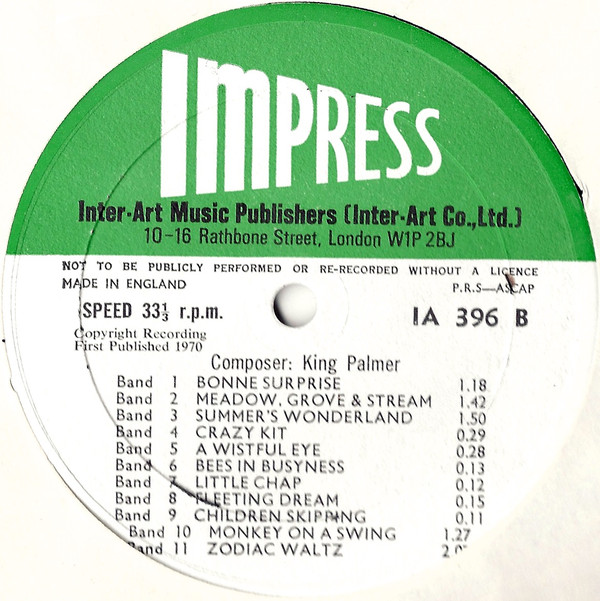 IMPRESS
Inter-Art Music Publishers (Inter-Art Co.,Ltd.)
10-16 Rathbone Street, London W1P 2BJ
NOT TO BE PUBLICLY PERFORMED OR RE-RECORDED WITHOUT A LICENCE
MADE IN ENGLAND P.R.S—ASCAP
SPEED 33⅓ r.p.m. IA 396 B
Copyright Recording
First Published 1970
Composer: King Palmer
Band 1 BONNE SURPRISE 1.18
Band 2 MEADOW, GROVE & STREAM 1.42
Band 3 SUMMER'S WONDERLAND 1.50
Band 4 CRAZY KIT 0.29
Band 5 A WISTFUL EYE 0.28
Band 6 BEES IN BUSYNESS 0.13
Band 7 LITTLE CHAP 0.12
Band 8 FLEETING DREAM 0.15
Band 9 CHILDREN SKIPPING 0.11
Band 10 MONKEY ON A SWING 1.27
Band 11 ZODIAC WALTZ